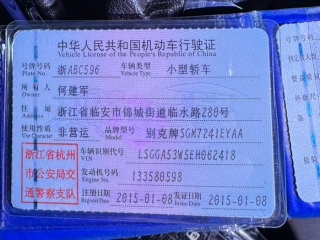 中华人民共和国机动车行驶证
Vehicle License of the People's Republic of China
号牌号码 浙ABC596 车辆类型 小型轿车
Plate No. Vehicle Type
所有人 何建军
Owner
住址 浙江省临安市锦城街道临水路280号
Address
使用性质 非营运 品牌型号 别克牌SGM7241EYAA
Use Character Model
浙江省杭州
市公安局交
通警察支队
车辆识别代号 LSGGA53W5EH062418
VIN
发动机号码 133580598
Engine No.
注册日期 2015-01-08 发证日期 2015-01-08
Register Date Issue Date